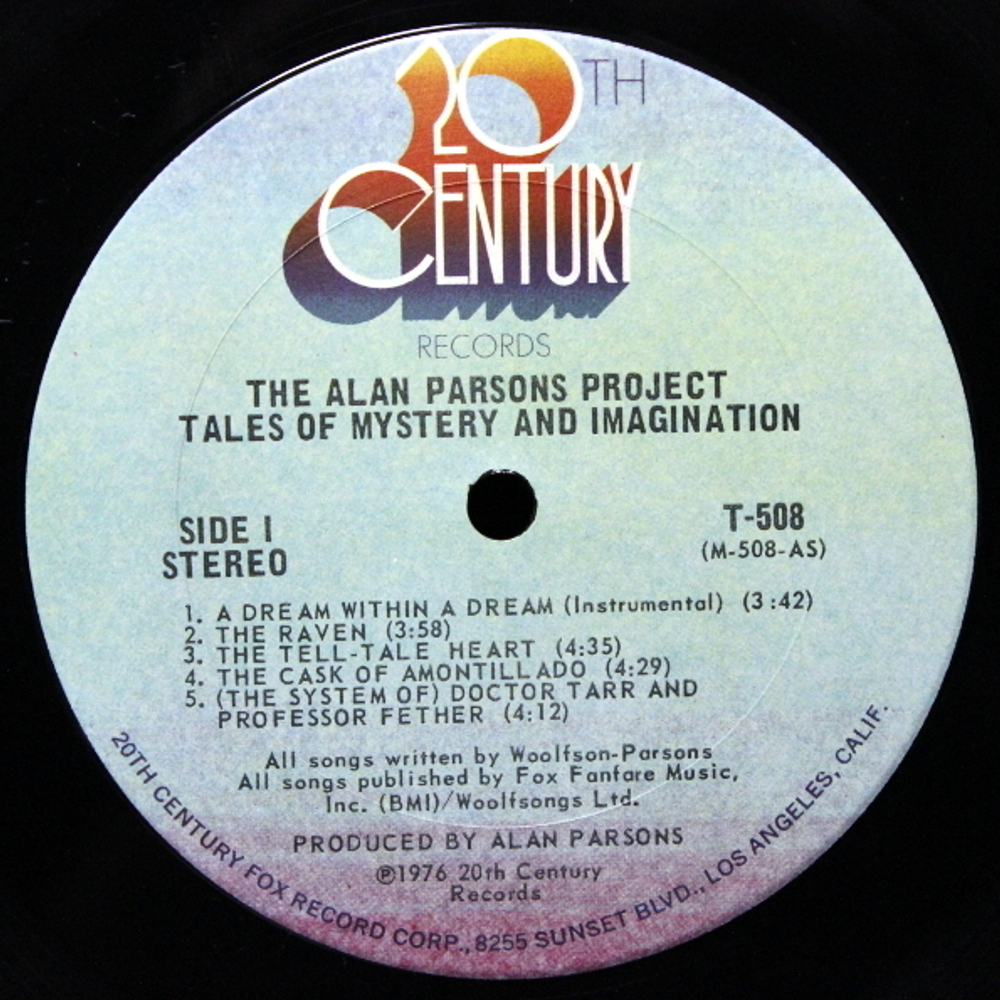 20TH
CENTURY
RECORDS
THE ALAN PARSONS PROJECT
TALES OF MYSTERY AND IMAGINATION
SIDE I
STEREO
T-508
(M-508-AS)
1. A DREAM WITHIN A DREAM (Instrumental) (3:42)
2. THE RAVEN (3:58)
3. THE TELL-TALE HEART (4:35)
4. THE CASK OF AMONTILLADO (4:29)
5. (THE SYSTEM OF) DOCTOR TARR AND
PROFESSOR FETHER (4:12)
All songs written by Woolfson-Parsons
All songs published by Fox Fanfare Music,
Inc. (BMI)/Woolfsongs Ltd.
PRODUCED BY ALAN PARSONS
℗1976 20th Century
Records
20TH CENTURY FOX RECORD CORP., 8255 SUNSET BLVD., LOS ANGELES, CALIF.